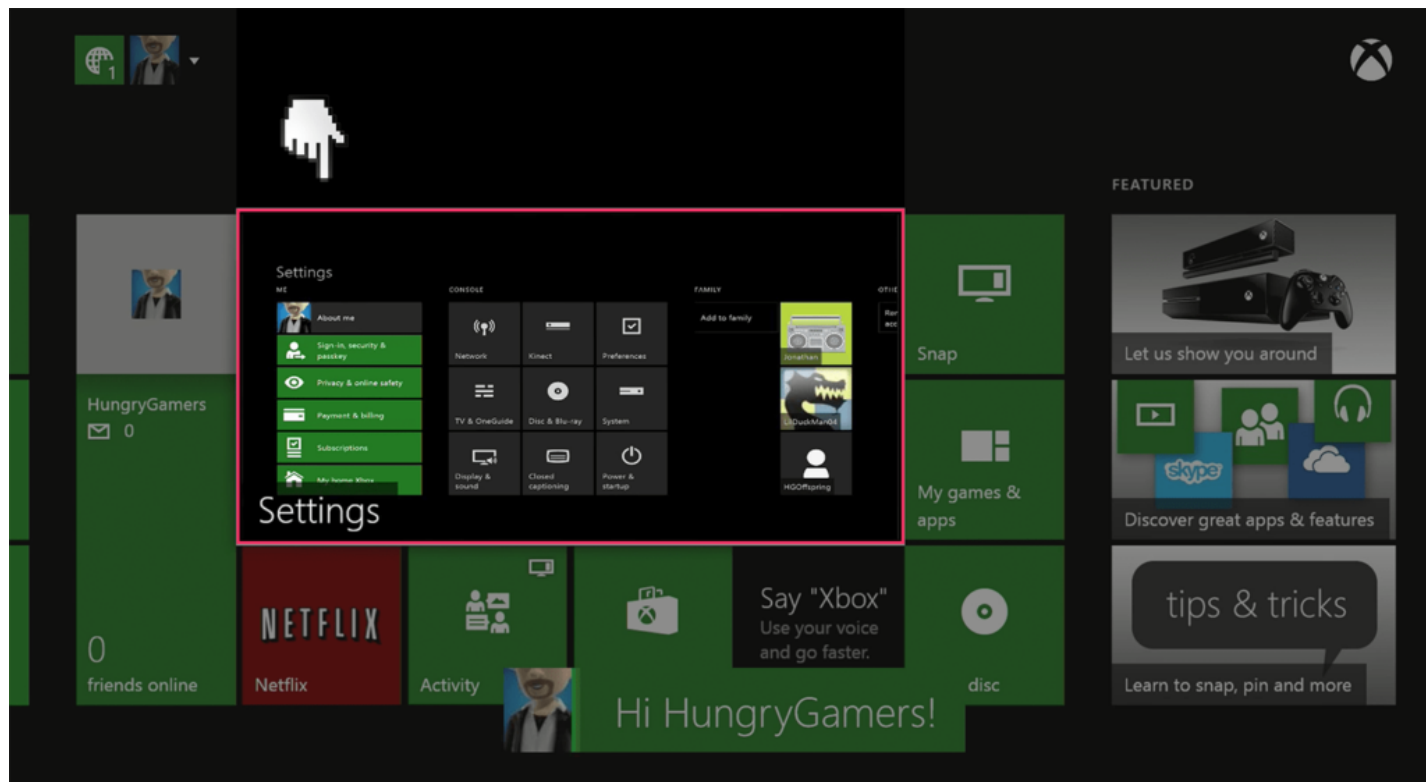 1
FEATURED
Settings
ME
CONSOLE
FAMILY
About me
Sign-in, security &
passkey
Privacy & online safety
Payment & billing
Subscriptions
My home Xbox
Network
Kinect
Preferences
TV & OneGuide
Disc & Blu-ray
System
Display &
sound
Closed
captioning
Power &
startup
Add to family
Jonathan
LilDuckMan04
HGOffspring
Settings
HungryGamers
0
0
friends online
NETFLIX
Netflix
Activity
Say "Xbox"
Use your voice
and go faster.
Snap
My games &
apps
disc
Hi HungryGamers!
Let us show you around
skype
Discover great apps & features
tips & tricks
Learn to snap, pin and more